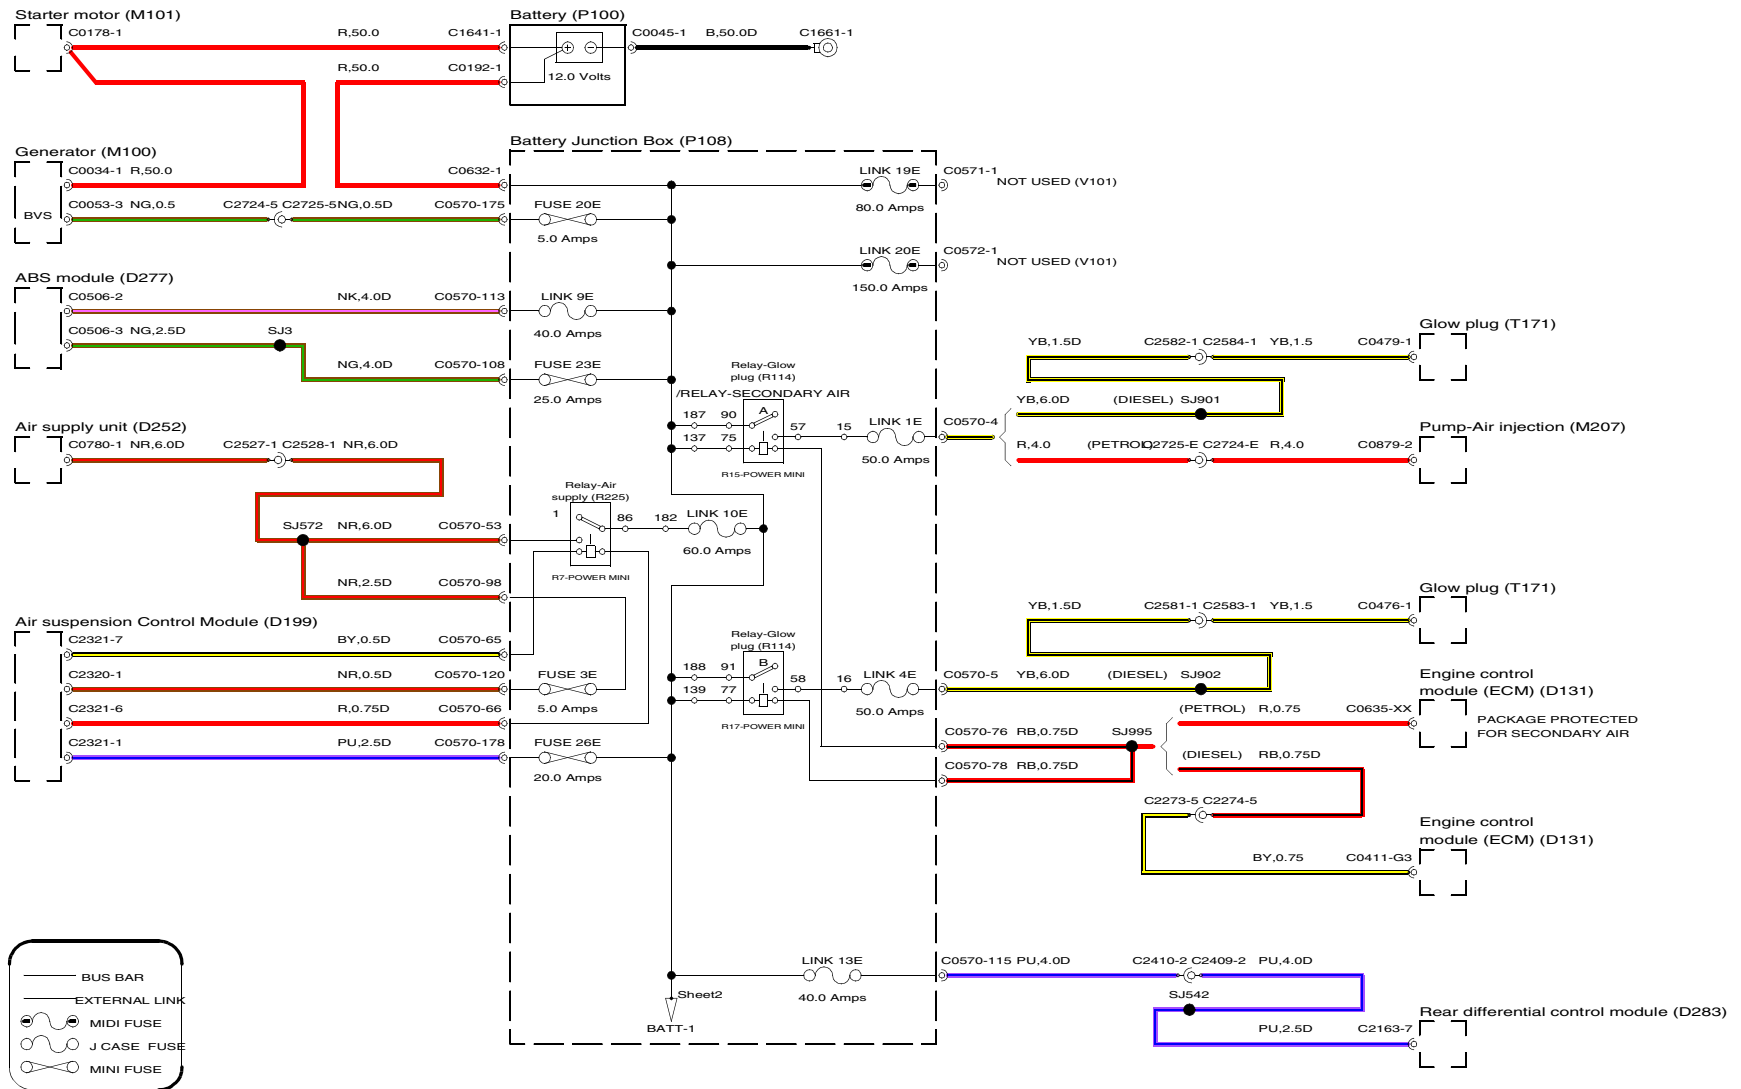 Starter motor (M101)
C0178-1 R,50.0 C1641-1
R,50.0 C0192-1
Battery (P100)
12.0 Volts
C0045-1 B,50.0D C1661-1
Generator (M100)
C0034-1 R,50.0 C0632-1
BVS
C0053-3 NG,0.5 C2724-5 C2725-5NG,0.5D C0570-175
Battery Junction Box (P108)
FUSE 20E
5.0 Amps
LINK 19E
80.0 Amps
C0571-1
NOT USED (V101)
LINK 20E
150.0 Amps
C0572-1
NOT USED (V101)
ABS module (D277)
C0506-2 NK,4.0D C0570-113
LINK 9E
40.0 Amps
C0506-3 NG,2.5D SJ3
NG,4.0D C0570-108
FUSE 23E
25.0 Amps
Relay-Glow
plug (R114)
/RELAY-SECONDARY AIR
187 90 A
137 75
57 15
LINK 1E
50.0 Amps
R15-POWER MINI
C0570-4
YB,1.5D C2582-1 C2584-1 YB,1.5 C0479-1
Glow plug (T171)
YB,6.0D (DIESEL) SJ901
R,4.0 (PETROL) C2725-E C2724-E R,4.0 C0879-2
Pump-Air injection (M207)
Air supply unit (D252)
C0780-1 NR,6.0D C2527-1 C2528-1 NR,6.0D
SJ572 NR,6.0D C0570-53
NR,2.5D C0570-98
Relay-Air
supply (R225)
1
86 182
LINK 10E
60.0 Amps
R7-POWER MINI
Air suspension Control Module (D199)
C2321-7 BY,0.5D C0570-65
C2320-1 NR,0.5D C0570-120
C2321-6 R,0.75D C0570-66
C2321-1 PU,2.5D C0570-178
FUSE 3E
5.0 Amps
FUSE 26E
20.0 Amps
Relay-Glow
plug (R114)
188 91 B
139 77
58 16
LINK 4E
50.0 Amps
R17-POWER MINI
YB,1.5D C2581-1 C2583-1 YB,1.5 C0476-1
Glow plug (T171)
C0570-5 YB,6.0D (DIESEL) SJ902
C0570-76 RB,0.75D SJ995
C0570-78 RB,0.75D
(PETROL) R,0.75 C0635-XX
Engine control
module (ECM) (D131)
PACKAGE PROTECTED
FOR SECONDARY AIR
(DIESEL) RB,0.75D
C2273-5 C2274-5
BY,0.75 C0411-G3
Engine control
module (ECM) (D131)
LINK 13E
40.0 Amps
C0570-115 PU,4.0D C2410-2 C2409-2 PU,4.0D
SJ542
PU,2.5D C2163-7
Rear differential control module (D283)
Sheet2
BATT-1
BUS BAR
EXTERNAL LINK
MIDI FUSE
J CASE FUSE
MINI FUSE